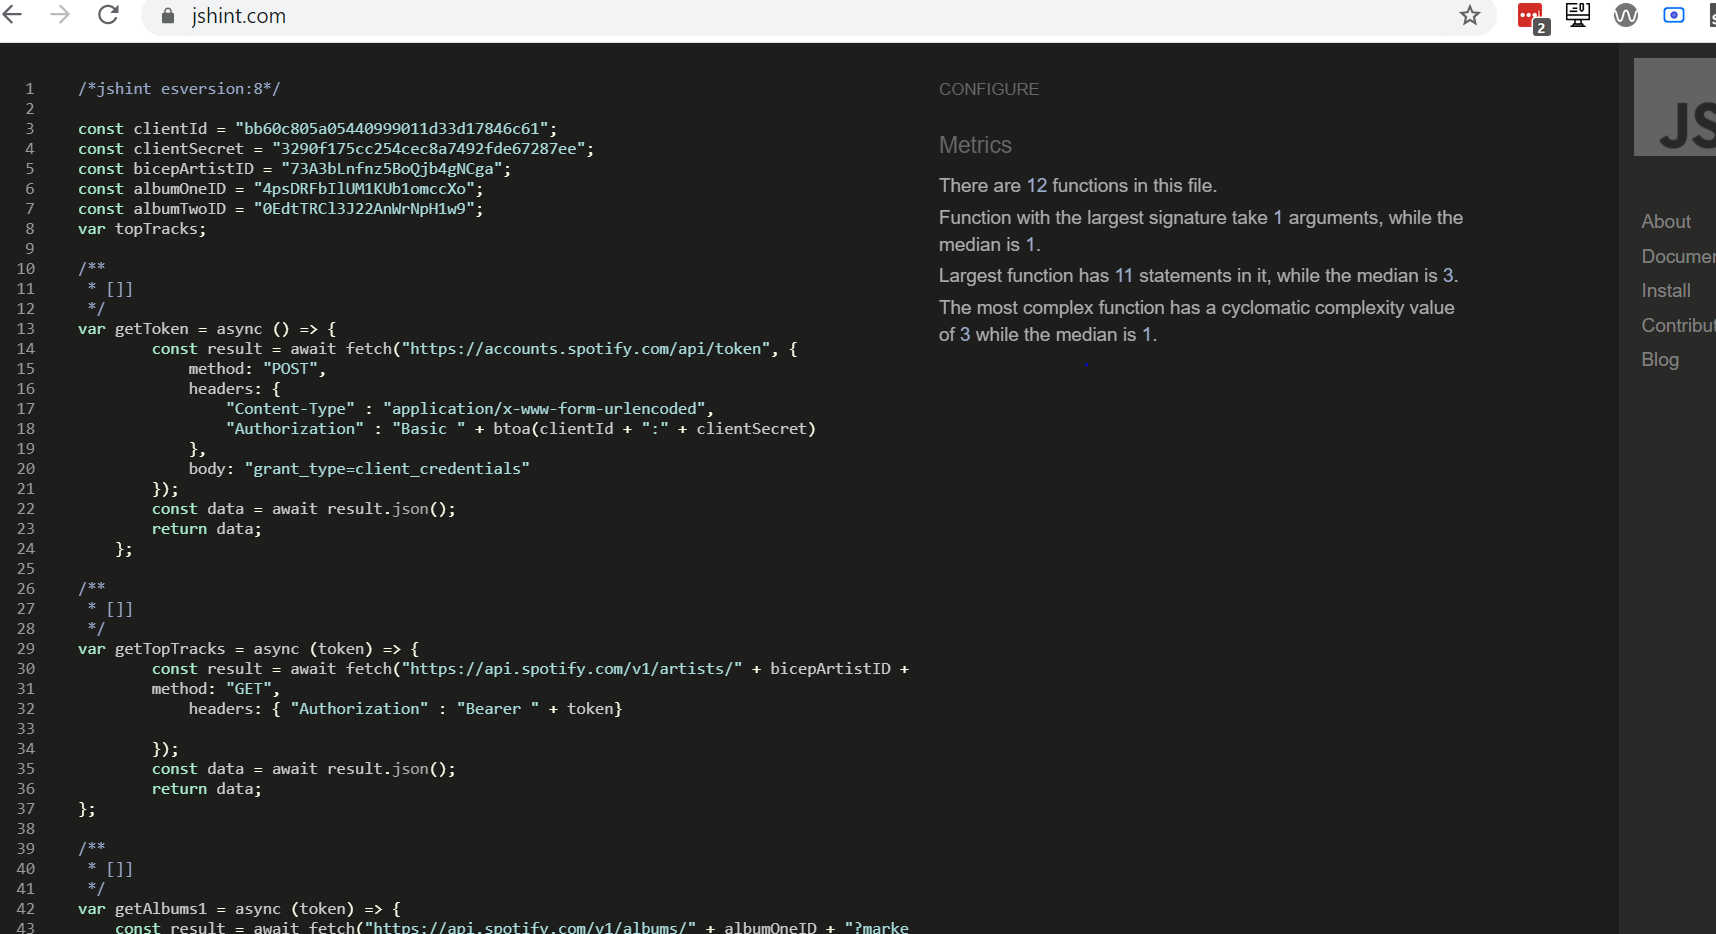 jshint.com
2
1 /*jshint esversion:8*/
2
3 const clientId = "bb60c805a05440999011d33d17846c61";
4 const clientSecret = "3290f175cc254cec8a7492fde67287ee";
5 const bicepArtistID = "73A3bLnfnz5BoQjb4gNCga";
6 const albumOneID = "4psDRFbIlUM1KUb1omccXo";
7 const albumTwoID = "0EdtTRCl3J22AnWrNpH1w9";
8 var topTracks;
9
10 /**
11  * []]
12  */
13 var getToken = async () => {
14         const result = await fetch("https://accounts.spotify.com/api/token", {
15             method: "POST",
16             headers: {
17                 "Content-Type" : "application/x-www-form-urlencoded",
18                 "Authorization" : "Basic " + btoa(clientId + ":" + clientSecret)
19             },
20             body: "grant_type=client_credentials"
21         });
22         const data = await result.json();
23         return data;
24     };
25
26 /**
27  * []]
28  */
29 var getTopTracks = async (token) => {
30         const result = await fetch("https://api.spotify.com/v1/artists/" + bicepArtistID +
31         method: "GET",
32             headers: { "Authorization" : "Bearer " + token}
33
34         });
35         const data = await result.json();
36         return data;
37 };
38
39 /**
40  * []]
41  */
42 var getAlbums1 = async (token) => {
43     const result = await fetch("https://api.spotify.com/v1/albums/" + albumOneID + "?marke
CONFIGURE
Metrics
There are 12 functions in this file.
Function with the largest signature take 1 arguments, while the
median is 1.
Largest function has 11 statements in it, while the median is 3.
The most complex function has a cyclomatic complexity value
of 3 while the median is 1.
JS
About
Documen
Install
Contribut
Blog